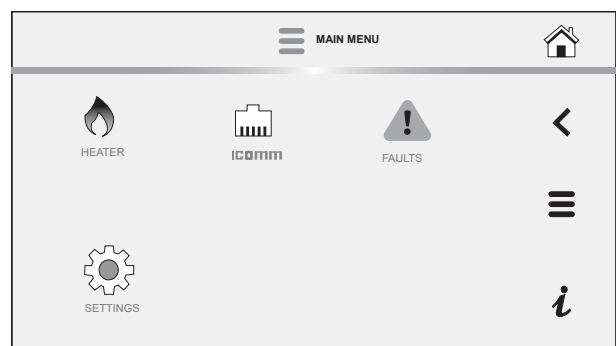 MAIN MENU
HEATER
ICOMM
FAULTS
SETTINGS
i